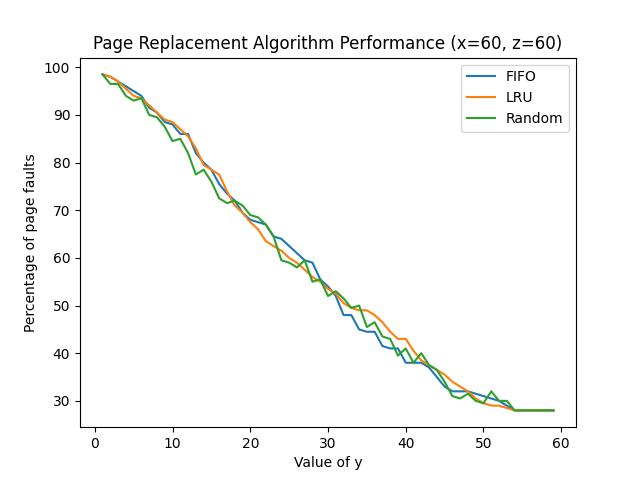 Page Replacement Algorithm Performance (x=60, z=60)
FIFO
LRU
Random
Percentage of page faults
100
90
80
70
60
50
40
30
0 10 20 30 40 50 60
Value of y